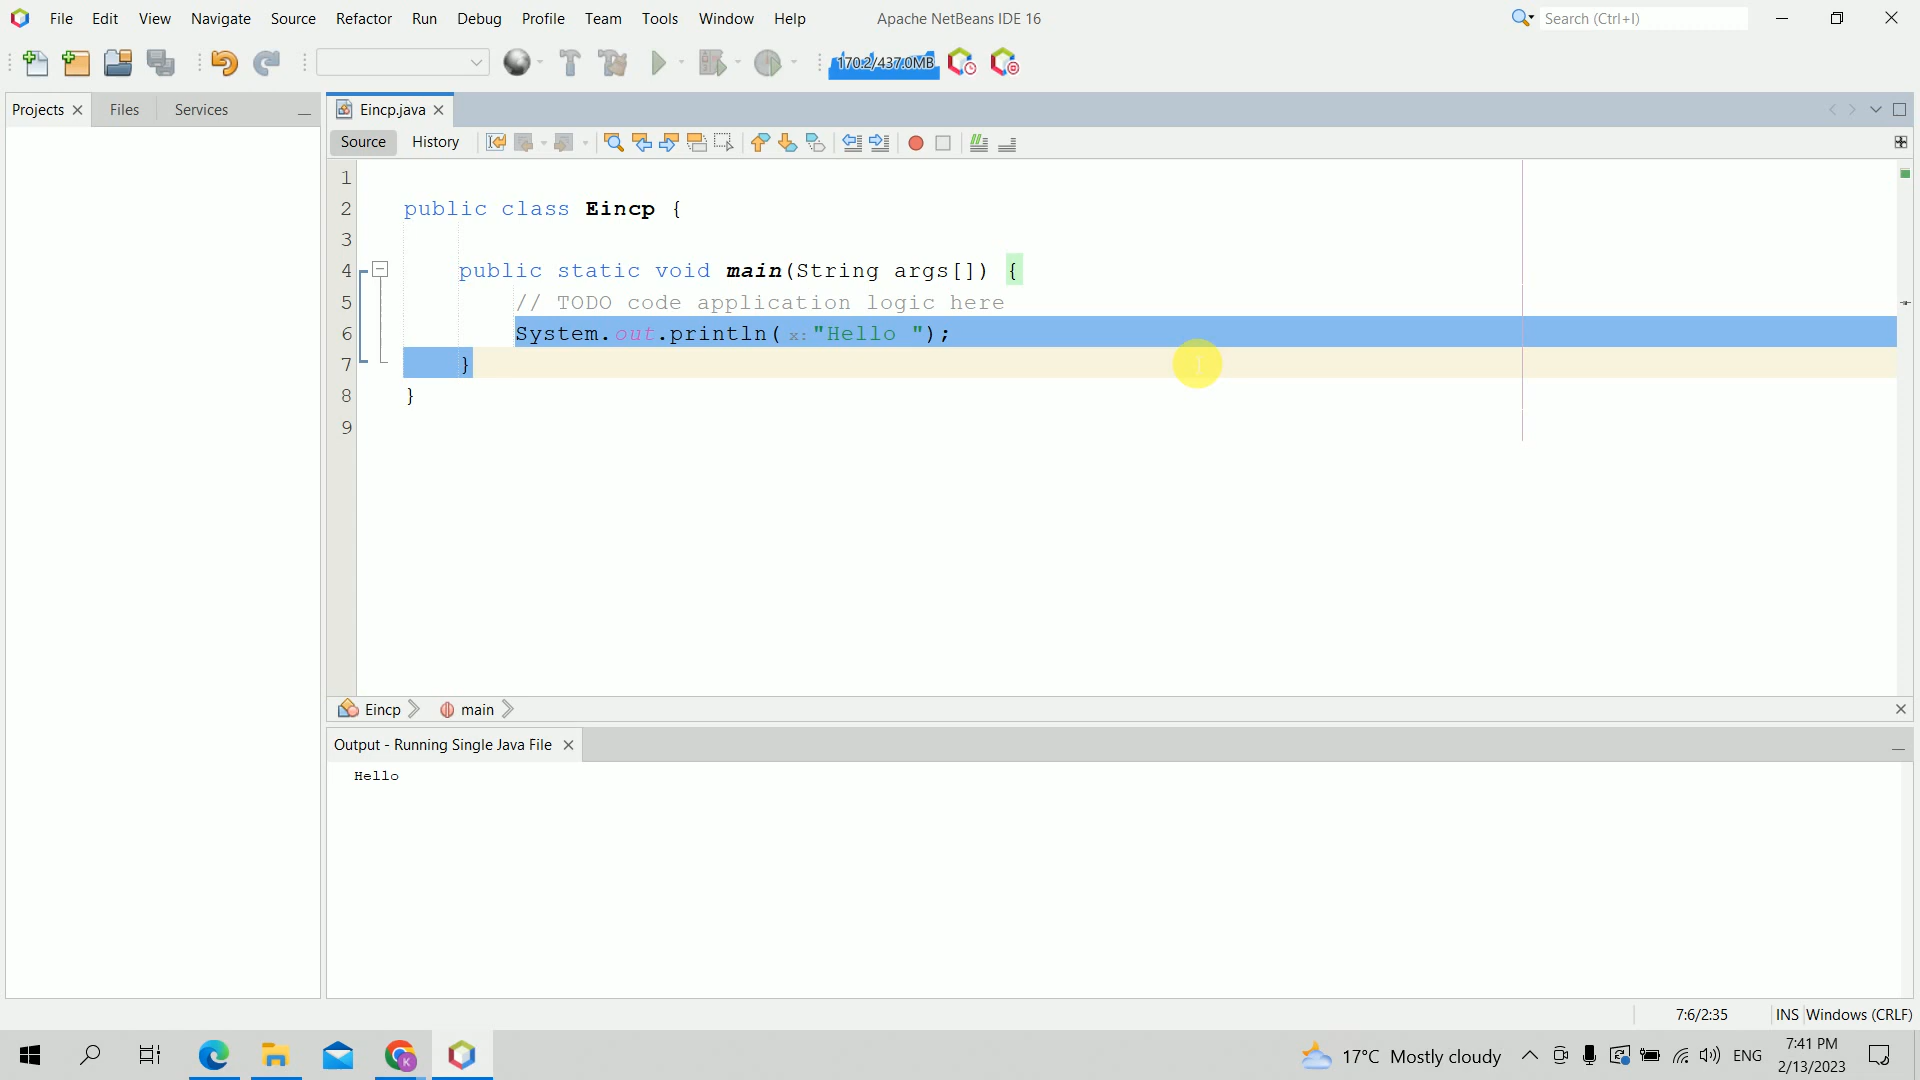 File Edit View Navigate Source Refactor Run Debug Profile Team Tools Window Help Apache NetBeans IDE 16 Search (Ctrl+I)
170.2/437.0MB
Projects Files Services Eincp.java
Source History
1
2 public class Eincp {
3
4 public static void main(String args[]) {
5 // TODO code application logic here
6 System.out.println( x: "Hello ");
7 }
8 }
9
Eincp main
Output - Running Single Java File
Hello
7:6/2:35 INS Windows (CRLF)
K 17°C Mostly cloudy ENG 7:41 PM
2/13/2023